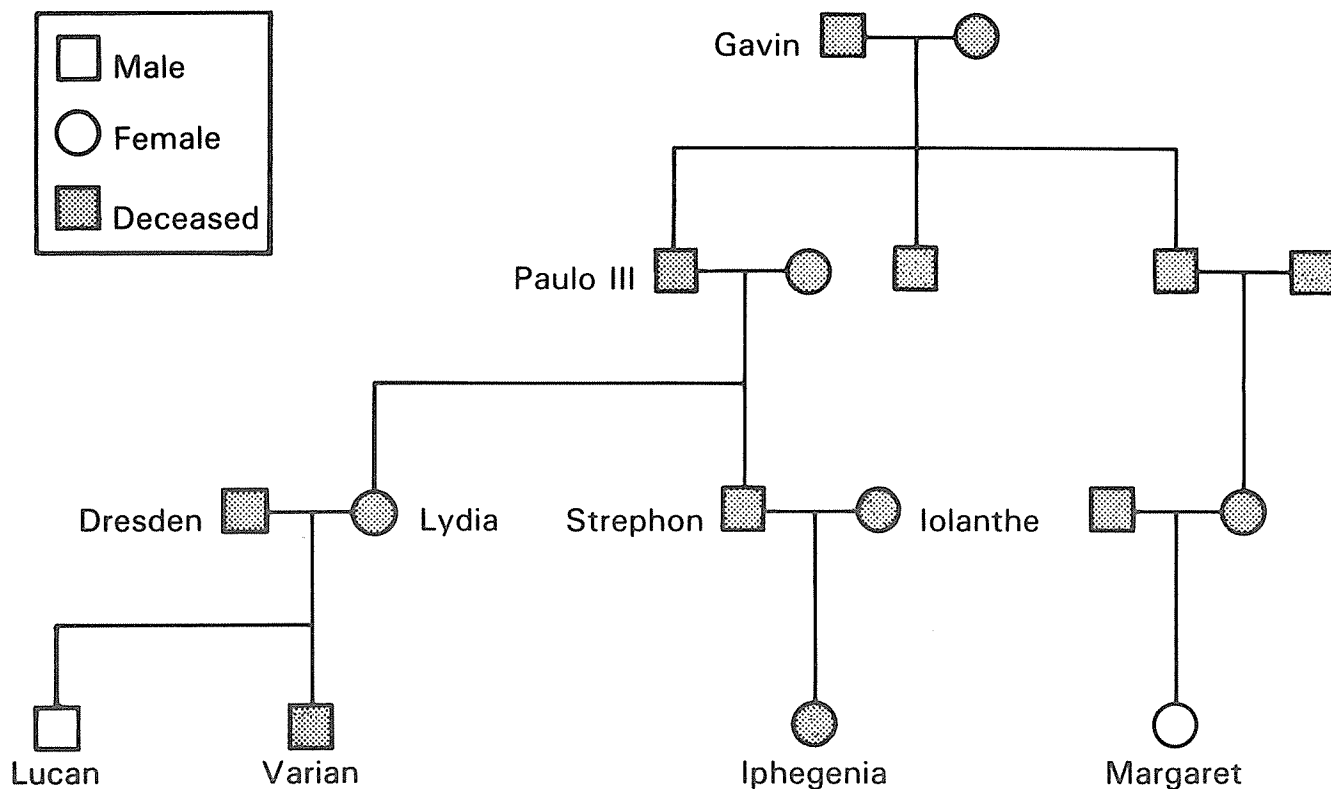 Male
Female
Deceased
Gavin
Paulo III
Dresden
Lydia
Strephon
Iolanthe
Lucan
Varian
Iphegenia
Margaret